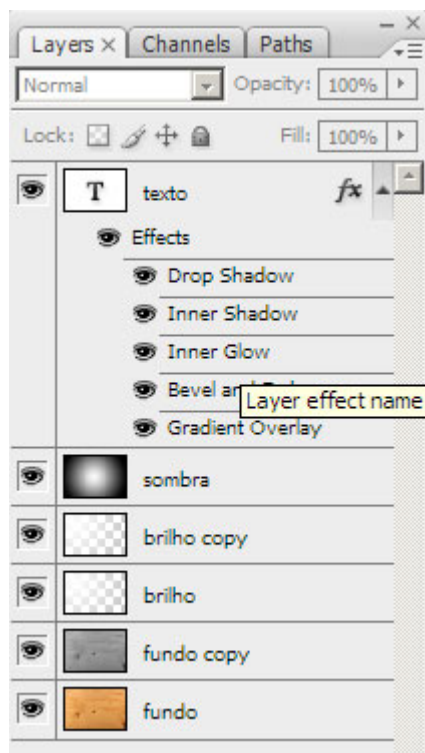 Layers × Channels Paths
Normal Opacity: 100%
Lock: Fill: 100%
T texto fx
Effects
Drop Shadow
Inner Shadow
Inner Glow
Bevel and
Layer effect name
Gradient Overlay
sombra
brilho copy
brilho
fundo copy
fundo